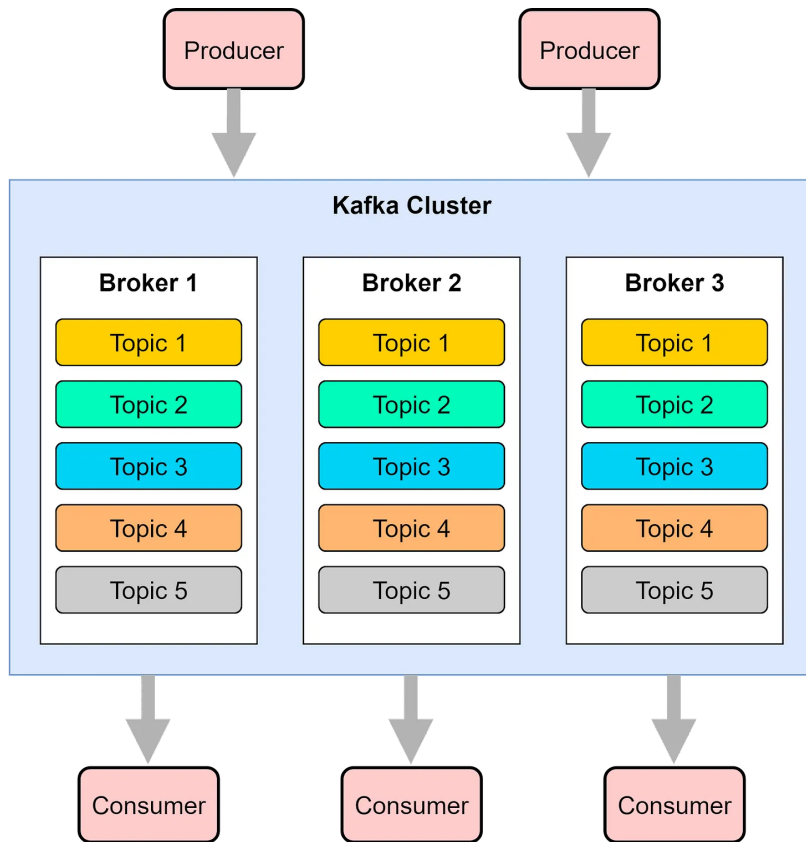 Producer
Producer
Kafka Cluster
Broker 1
Topic 1
Topic 2
Topic 3
Topic 4
Topic 5
Broker 2
Topic 1
Topic 2
Topic 3
Topic 4
Topic 5
Broker 3
Topic 1
Topic 2
Topic 3
Topic 4
Topic 5
Consumer
Consumer
Consumer